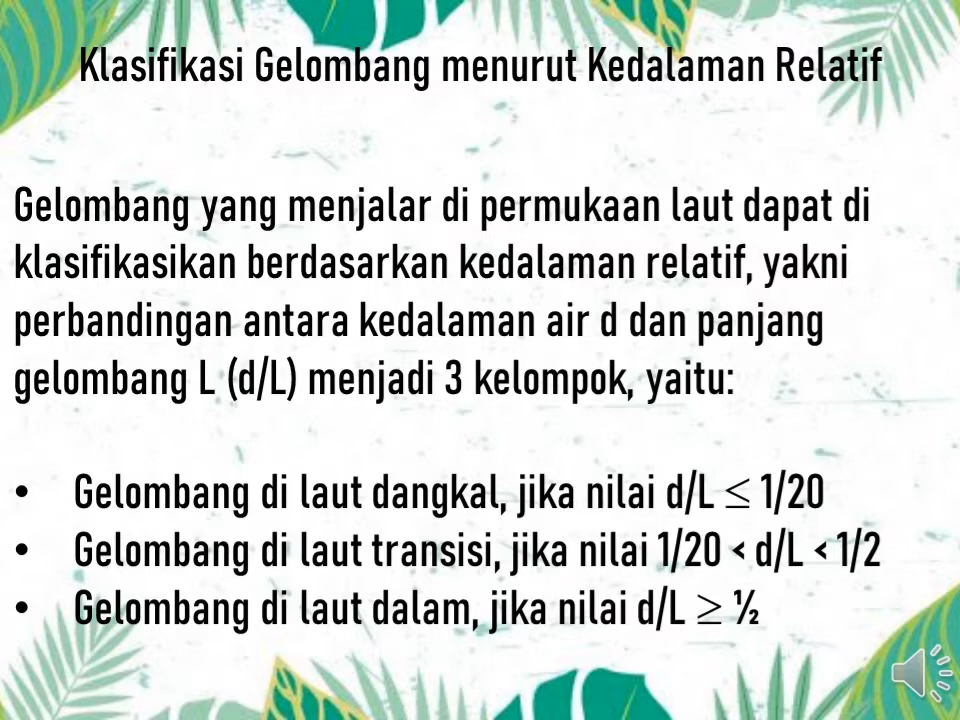 Klasifikasi Gelombang menurut Kedalaman Relatif
Gelombang yang menjalar di permukaan laut dapat di
klasifikasikan berdasarkan kedalaman relatif, yakni
perbandingan antara kedalaman air d dan panjang
gelombang L (d/L) menjadi 3 kelompok, yaitu:
• Gelombang di laut dangkal, jika nilai d/L ≤ 1/20
• Gelombang di laut transisi, jika nilai 1/20 < d/L < 1/2
• Gelombang di laut dalam, jika nilai d/L ≥ ½